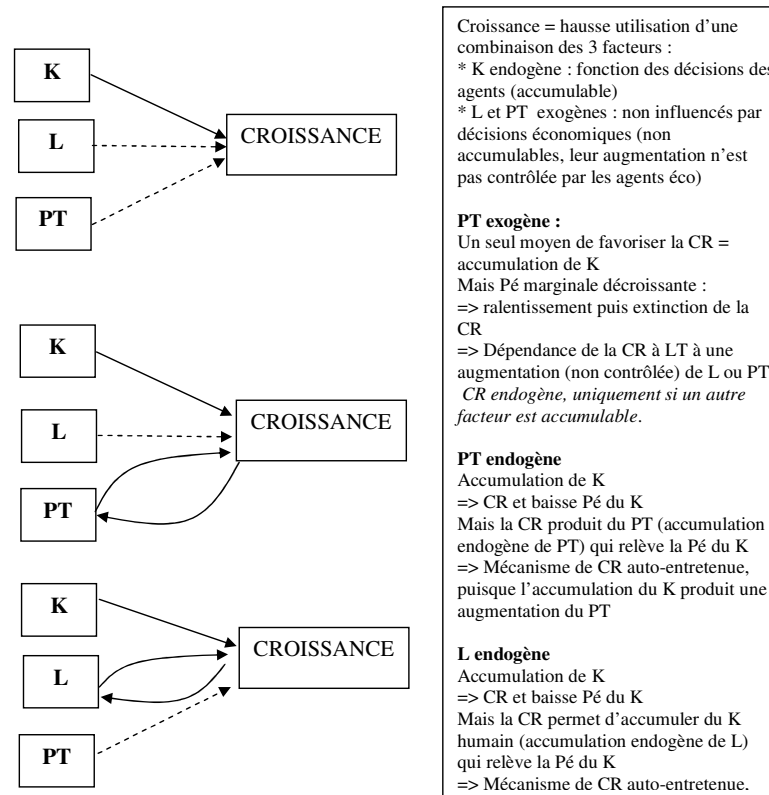 K
L
PT
CROISSANCE
K
L
PT
CROISSANCE
K
L
PT
CROISSANCE
Croissance = hausse utilisation d'une
combinaison des 3 facteurs :
* K endogène : fonction des décisions des
agents (accumulable)
* L et PT exogènes : non influencés par
décisions économiques (non
accumulables, leur augmentation n'est
pas contrôlée par les agents éco)
PT exogène :
Un seul moyen de favoriser la CR =
accumulation de K
Mais Pé marginale décroissante :
=> ralentissement puis extinction de la
CR
=> Dépendance de la CR à LT à une
augmentation (non contrôlée) de L ou PT
CR endogène, uniquement si un autre
facteur est accumulable.
PT endogène
Accumulation de K
=> CR et baisse Pé du K
Mais la CR produit du PT (accumulation
endogène de PT) qui relève la Pé du K
=> Mécanisme de CR auto-entretenue,
puisque l'accumulation du K produit une
augmentation du PT
L endogène
Accumulation de K
=> CR et baisse Pé du K
Mais la CR permet d'accumuler du K
humain (accumulation endogène de L)
qui relève la Pé du K
=> Mécanisme de CR auto-entretenue,